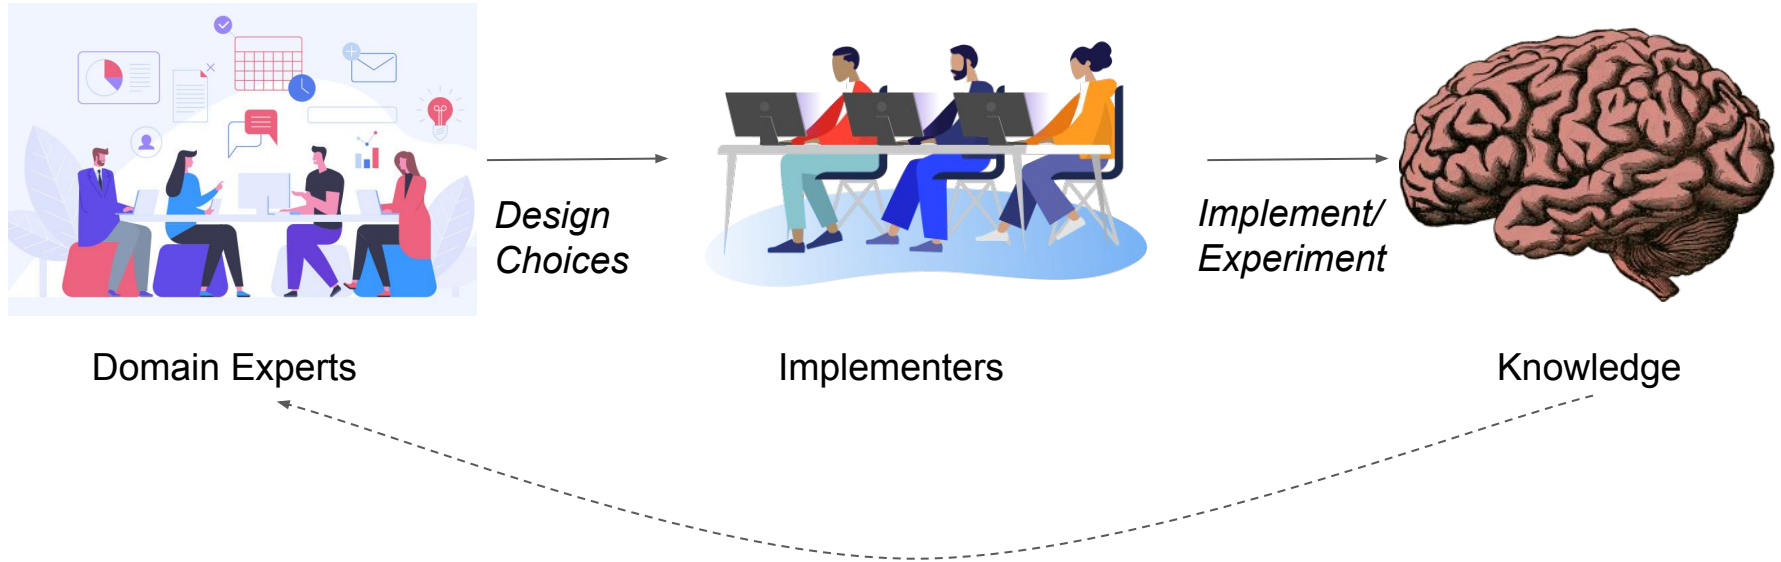 Design
Choices
Implement/
Experiment
Domain Experts
Implementers
Knowledge